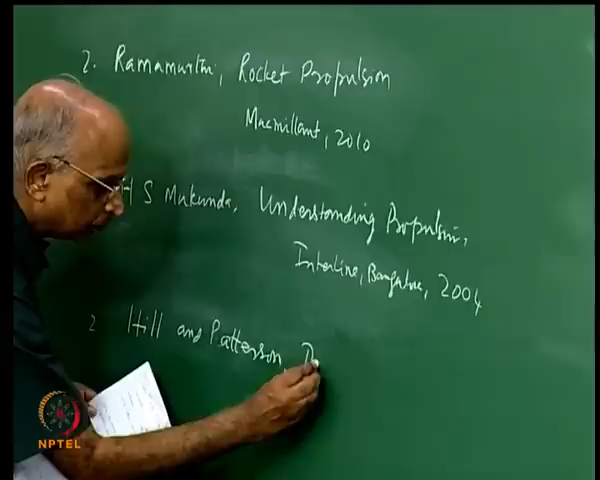 2. Ramamurthi, Rocket Propulsion
Macmillan, 2010
H S Mukunda, Understanding Propulsion,
Interline, Bangalore, 2004
2 Hill and Patterson,
NPTEL